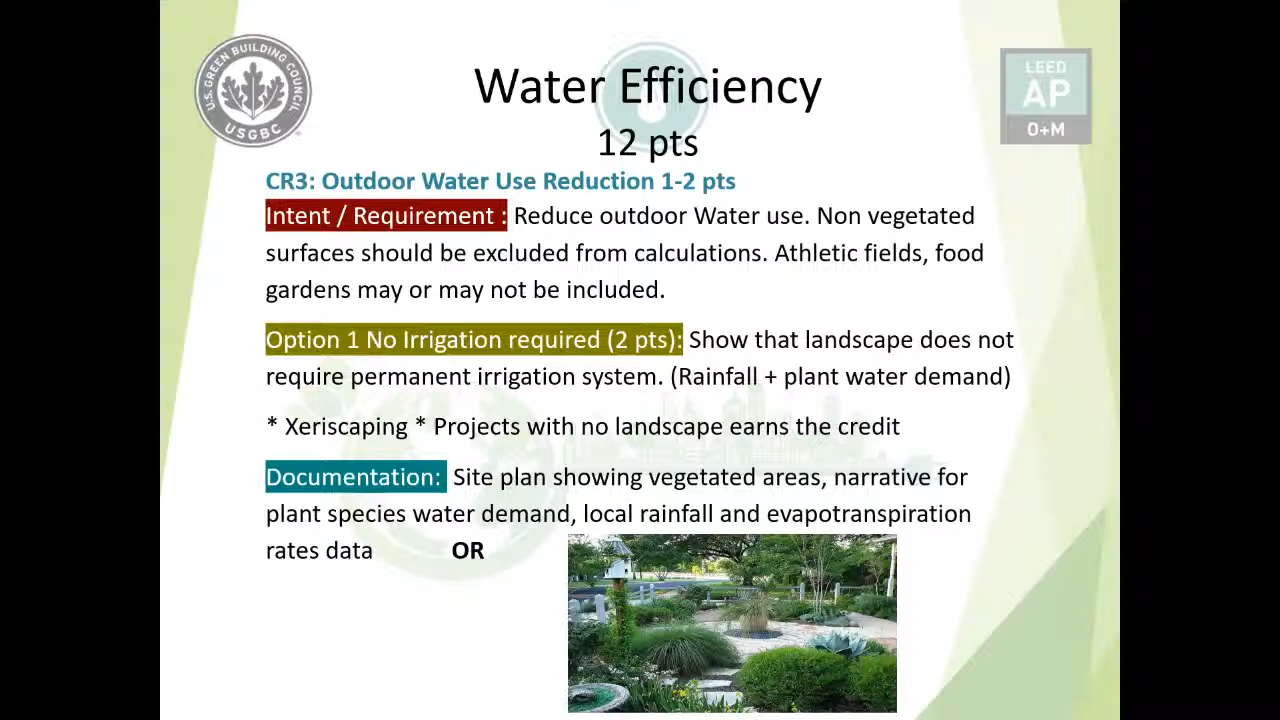 U.S. GREEN BUILDING COUNCIL
USGBC
LEED
AP
O+M
Water Efficiency
12 pts
CR3: Outdoor Water Use Reduction 1-2 pts
Intent / Requirement : Reduce outdoor Water use. Non vegetated
surfaces should be excluded from calculations. Athletic fields, food
gardens may or may not be included.
Option 1 No Irrigation required (2 pts): Show that landscape does not
require permanent irrigation system. (Rainfall + plant water demand)
* Xeriscaping * Projects with no landscape earns the credit
Documentation: Site plan showing vegetated areas, narrative for
plant species water demand, local rainfall and evapotranspiration
rates data OR